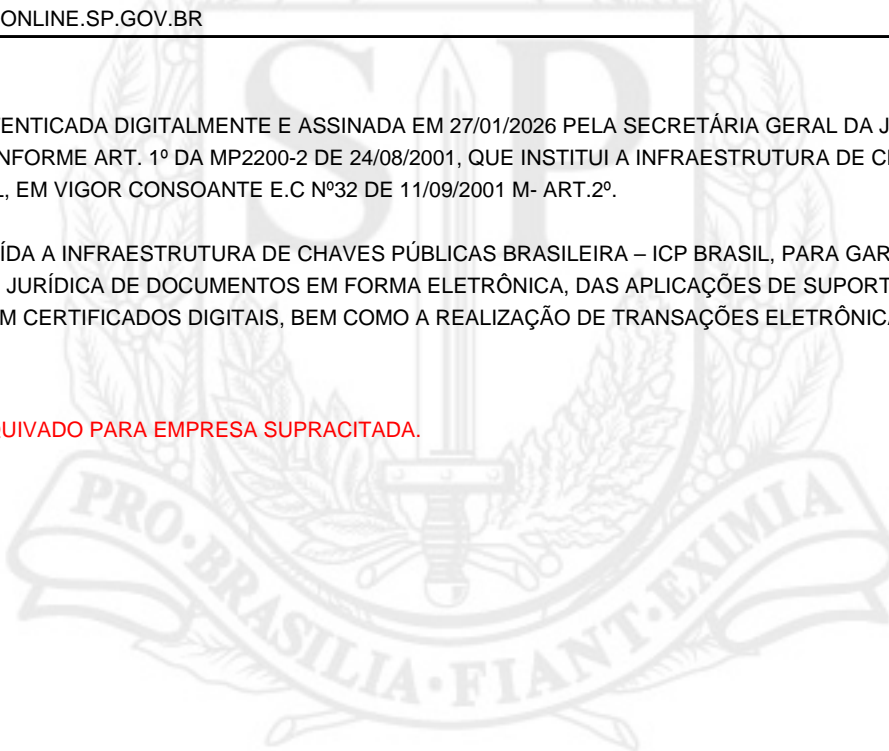 ONLINE.SP.GOV.BR
ENTICADA DIGITALMENTE E ASSINADA EM 27/01/2026 PELA SECRETÁRIA GERAL DA J
NFORME ART. 1º DA MP2200-2 DE 24/08/2001, QUE INSTITUI A INFRAESTRUTURA DE C
, EM VIGOR CONSOANTE E.C Nº32 DE 11/09/2001 M- ART.2º.
ÍDA A INFRAESTRUTURA DE CHAVES PÚBLICAS BRASILEIRA – ICP BRASIL, PARA GAR
JURÍDICA DE DOCUMENTOS EM FORMA ELETRÔNICA, DAS APLICAÇÕES DE SUPORT
M CERTIFICADOS DIGITAIS, BEM COMO A REALIZAÇÃO DE TRANSAÇÕES ELETRÔNICA
QUIVADO PARA EMPRESA SUPRACITADA.
SP
PRO·BRASILIA·FIANT·EXIMIA